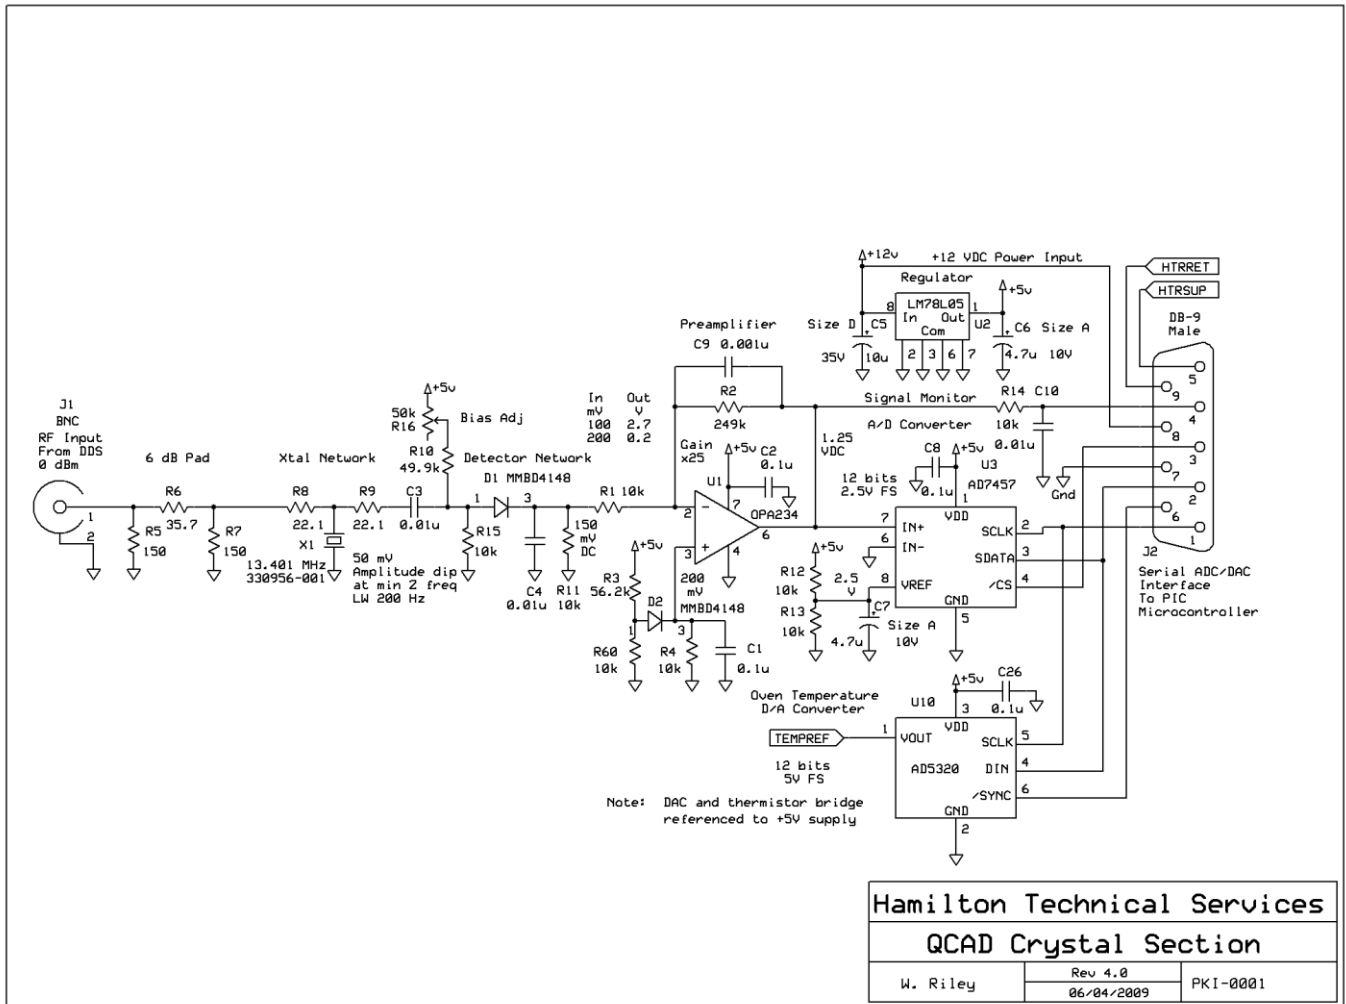 +12v
+12 VDC Power Input
HTRRET
Regulator
+5v
HTRSUP
8
LM78L05
1
In
Out
Com
U2
DB-9
Male
Size D
C5
C6
Size A
35V
10u
2
3
6
7
4.7u
10V
Preamplifier
C9
0.001u
5
9
+5v
R2
Signal Monitor
R14
C10
J1
BNC
RF Input
From DDS
0 dBm
50k
R16
Bias Adj
In
mV
100
200
Out
V
2.7
0.2
249k
A/D Converter
10k
0.01u
4
8
Gain
x25
+5v
C2
0.1u
1.25
VDC
C8
+5v
U3
3
6 dB Pad
Xtal Network
R10
49.9k
Detector Network
D1 MMBD4148
12 bits
2.5V FS
0.1u
AD7457
7
Gnd
R6
R8
R9
C3
1
3
R1
10k
U1
7
OPA234
1
2
1
35.7
22.1
22.1
0.01u
2
-
6
7
IN+
VDD
SCLK
2
6
2
R5
150
R7
150
X1
R15
10k
150
mV
DC
+
3
4
6
IN-
SDATA
3
J2
1
13.401 MHz
330956-001
50 mV
Amplitude dip
at min Z freq
LW 200 Hz
C4
0.01u
R11
10k
+5v
R3
56.2k
200
mV
MMBD4148
+5v
R12
10k
2.5
V
8
VREF
/CS
4
Serial ADC/DAC
Interface
To PIC
Microcontroller
D2
1
3
R13
10k
C7
Size A
4.7u
10V
GND
5
R60
10k
R4
10k
C1
0.1u
Oven Temperature
D/A Converter
U10
+5v
C26
0.1u
3
TEMPREF
1
VOUT
VDD
SCLK
5
12 bits
5V FS
AD5320
DIN
4
/SYNC
6
Note: DAC and thermistor bridge
referenced to +5V supply
GND
2
Hamilton Technical Services
QCAD Crystal Section
W. Riley
Rev 4.0
06/04/2009
PKI-0001